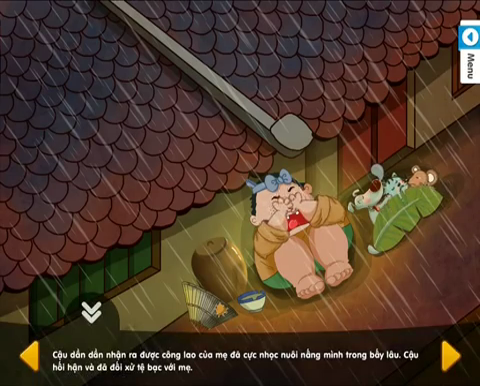 Menu
Cậu dần dần nhận ra được công lao của mẹ đã cực nhọc nuôi nấng mình trong bấy lâu. Cậu
hối hận và đã đối xử tệ bạc với mẹ.